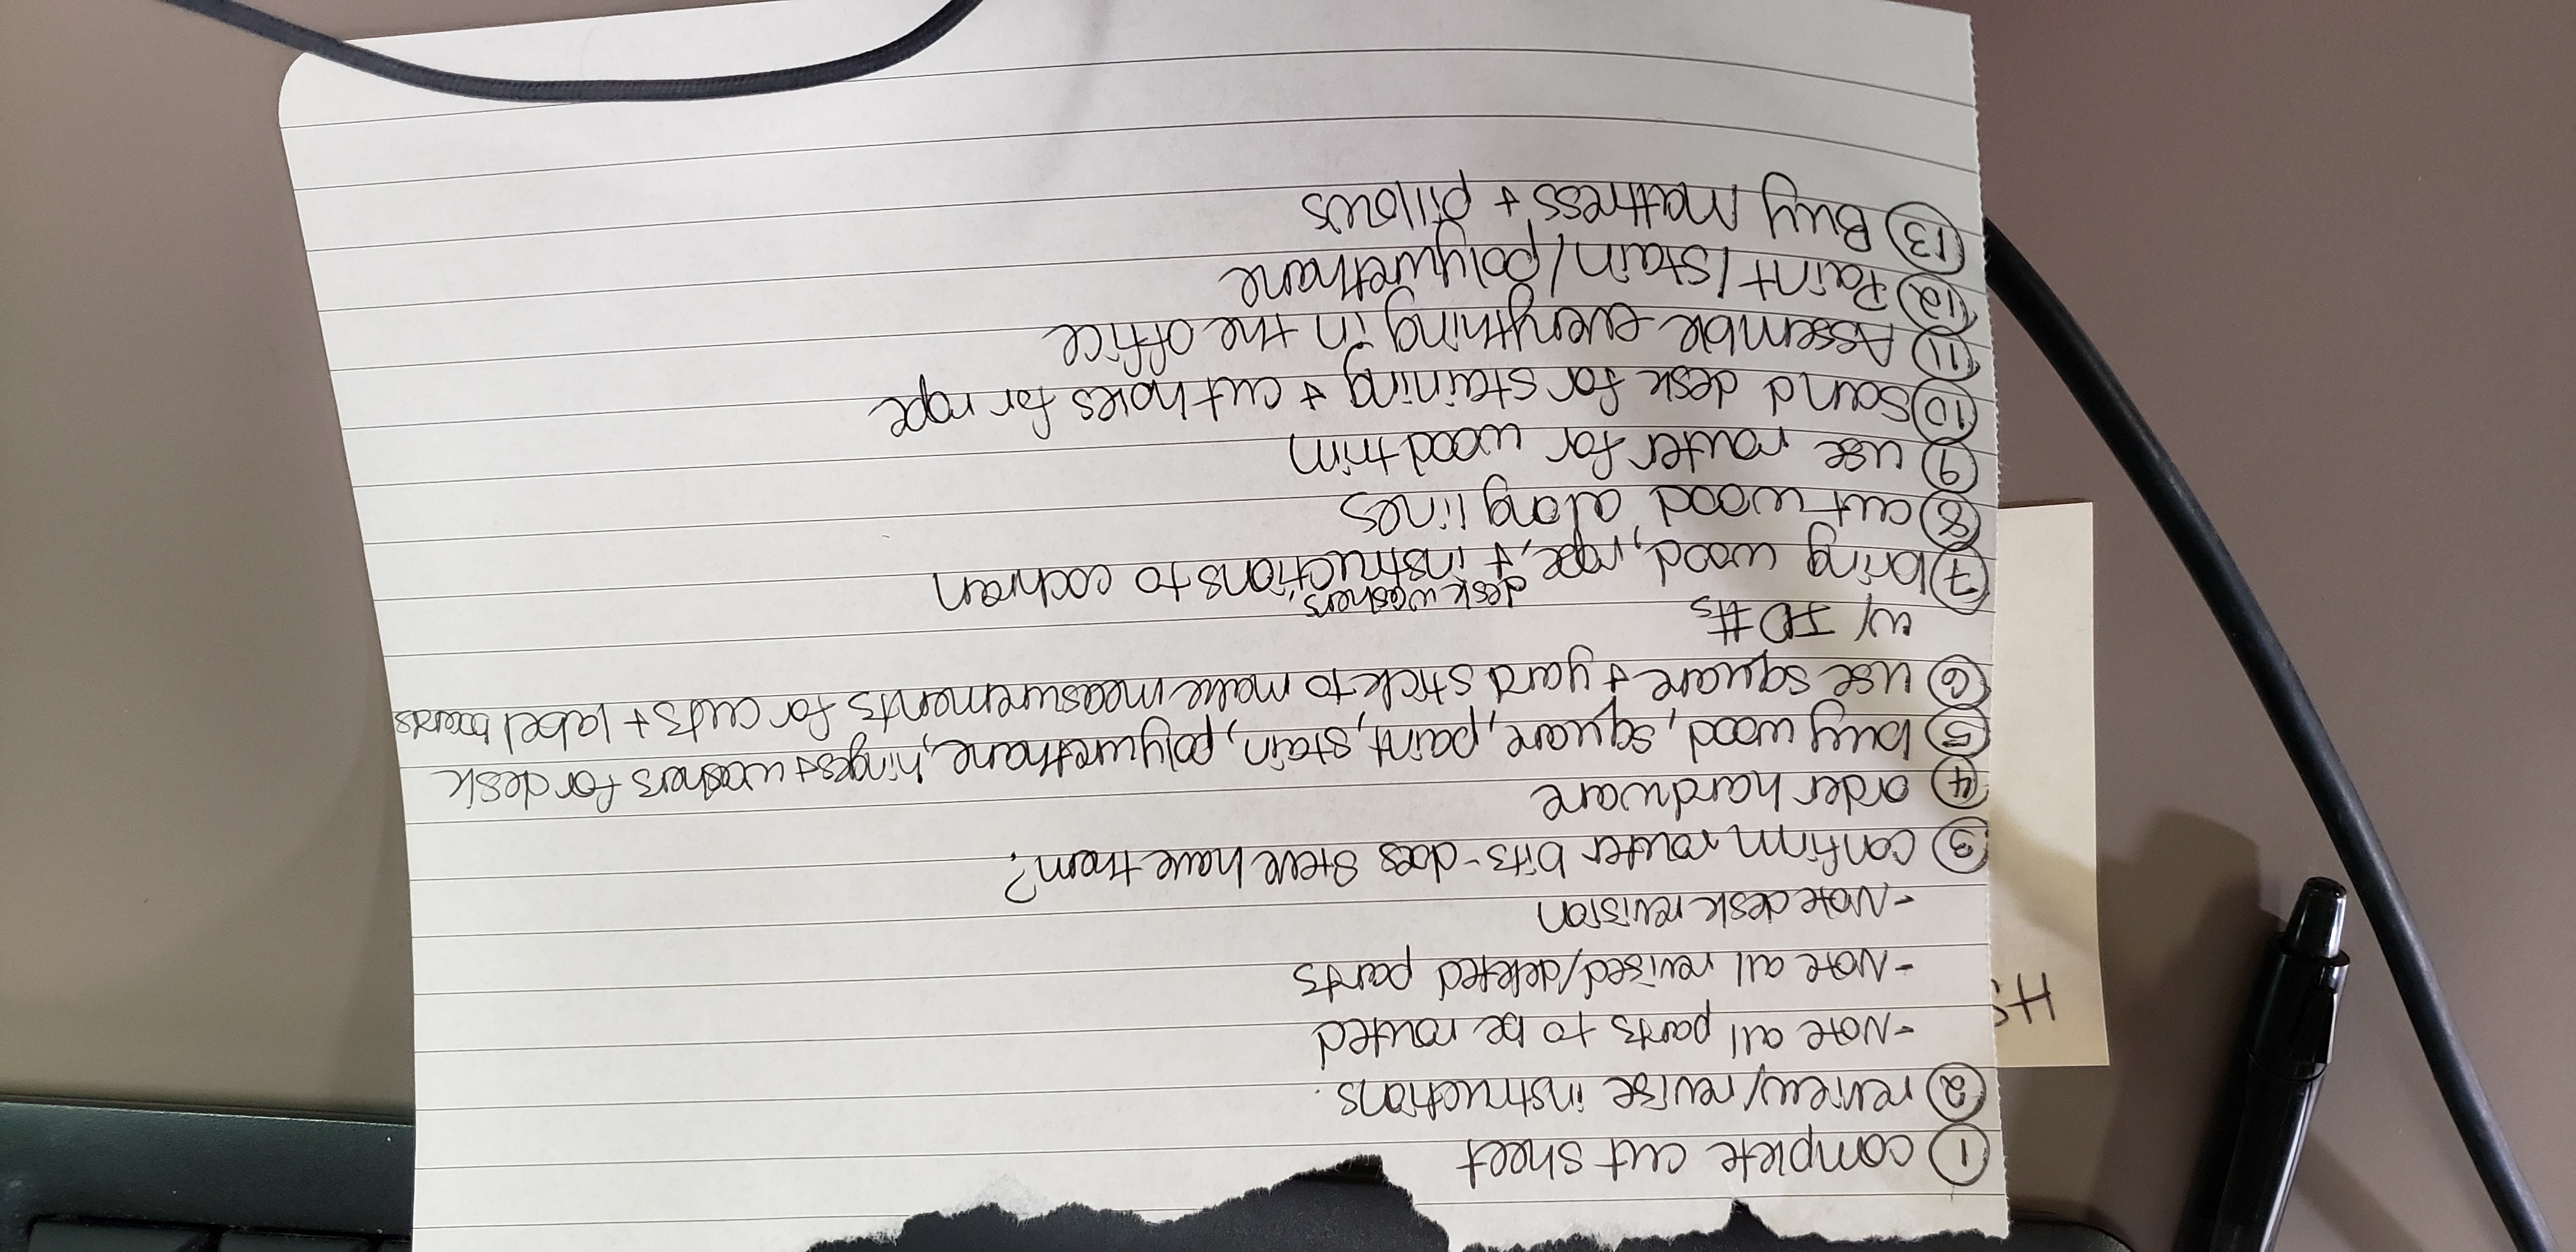 ① complete cut sheet
② review/revise instructions.
- Note all parts to be routed
- Note all revised/deleted parts
- Note desk revision
③ confirm router bits - does Steve have them?
④ order hardware
⑤ buy wood, square, paint, stain, polyurethane, hinges + washers for desk
⑥ use square + yard stick to make measurements for cuts + label boards
w/ ID #s
desk washers,
⑦ bring wood, rope, + instructions to cochran
⑧ cut wood along lines
⑨ use router for wood trim
⑩ Sound desk for staining + cut holes for rope
⑪ Assemble everything in the office
⑫ Paint/stain/polyurethane
⑬ Buy mattress + pillows